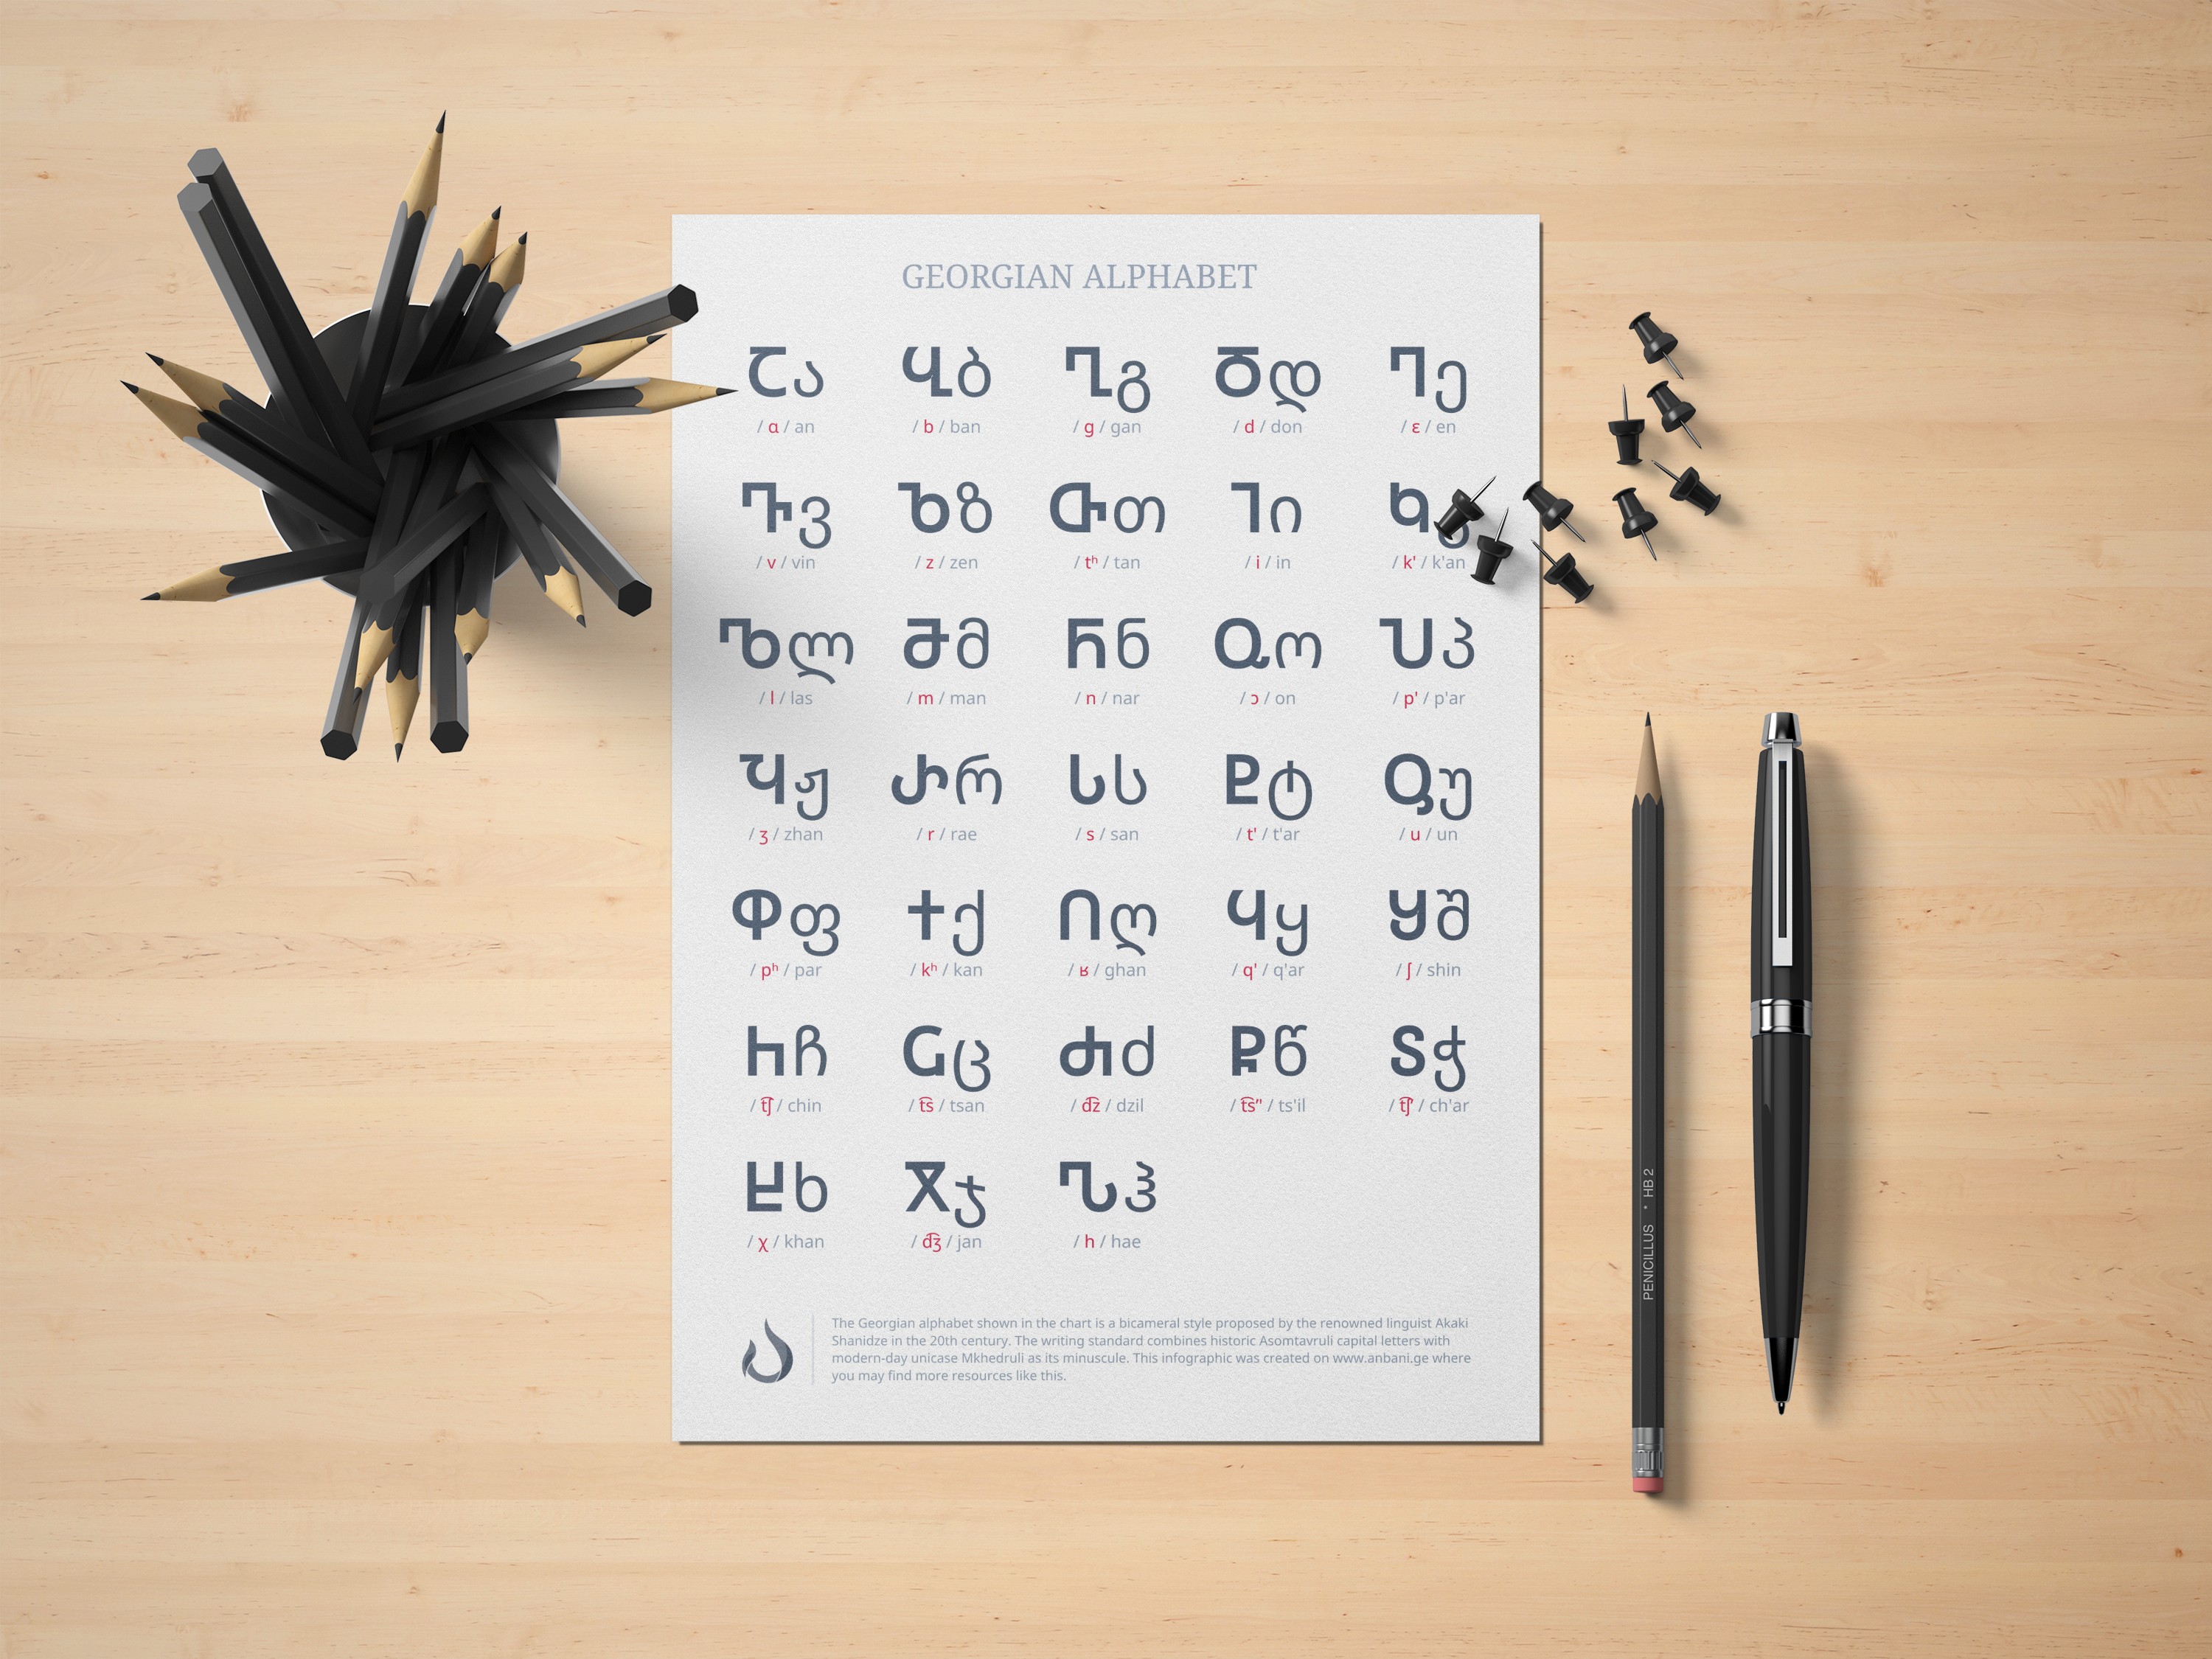 GEORGIAN ALPHABET
Ⴀა Ⴁბ Ⴂგ Ⴃდ Ⴄე
/ ɑ / an / b / ban / g / gan / d / don / ɛ / en
Ⴅვ Ⴆზ Ⴇთ Ⴈი Ⴉკ
/ v / vin / z / zen / tʰ / tan / i / in / k' / k'an
Ⴊლ Ⴋმ Ⴌნ Ⴍო Ⴎპ
/ l / las / m / man / n / nar / ɔ / on / p' / p'ar
Ⴏჟ Ⴐრ Ⴑს Ⴒტ Ⴓუ
/ ʒ / zhan / r / rae / s / san / t' / t'ar / u / un
Ⴔფ Ⴕქ Ⴖღ Ⴗყ Ⴘშ
/ pʰ / par / kʰ / kan / ʁ / ghan / q' / q'ar / ʃ / shin
Ⴙჩ Ⴚც Ⴛძ Ⴜწ Ⴝჭ
/ t͡ʃ / chin / t͡s / tsan / d͡z / dzil / t͡s" / ts'il / t͡ʃ' / ch'ar
Ⴞხ Ⴟჯ Ⴠჰ
/ χ / khan / d͡ʒ / jan / h / hae
The Georgian alphabet shown in the chart is a bicameral style proposed by the renowned linguist Akaki
Shanidze in the 20th century. The writing standard combines historic Asomtavruli capital letters with
modern-day unicase Mkhedruli as its minuscule. This infographic was created on www.anbani.ge where
you may find more resources like this.
PENICILLUS * HB 2